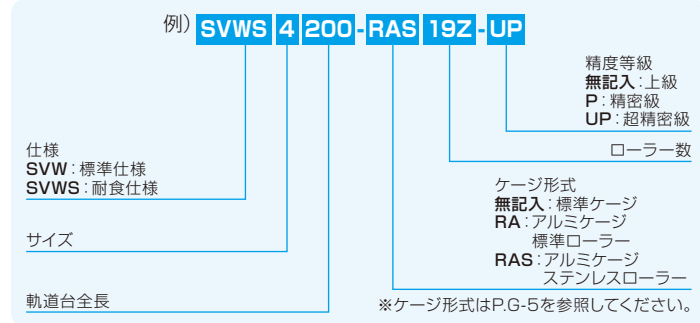 例) SVWS 4 200-RAS 19Z-UP
精度等級
無記入:上級
P:精密級
UP:超精密級
ローラー数
仕様
SVW:標準仕様
SVWS:耐食仕様
ケージ形式
無記入:標準ケージ
RA:アルミケージ
標準ローラー
RAS:アルミケージ
ステンレスローラー
サイズ
軌道台全長
※ケージ形式はP.G-5を参照してください。